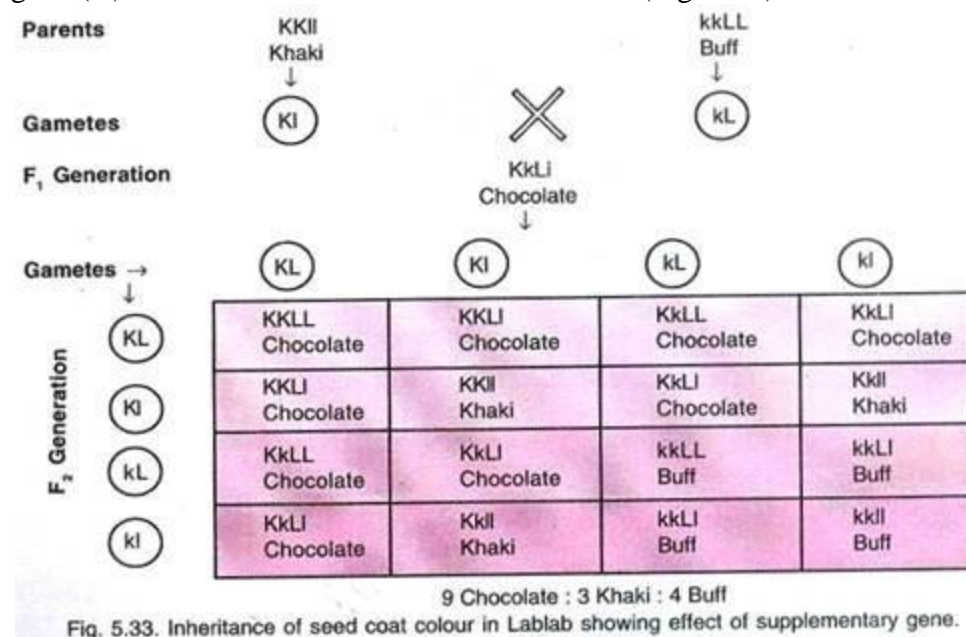 Parents KKll kkLL
Khaki Buff
↓ ↓
Gametes Kl kL
F₁ Generation KkLi
Chocolate
↓
Gametes → KL Kl kL kl
↓
F₂ Generation
KL KKLL KKLl KkLL KkLl
Chocolate Chocolate Chocolate Chocolate
Kl KKLl KKll KkLl Kkll
Chocolate Khaki Chocolate Khaki
kL KkLL KkLl kkLL kkLl
Chocolate Chocolate Buff Buff
kl KkLl Kkll kkLl kkll
Chocolate Khaki Buff Buff
9 Chocolate : 3 Khaki : 4 Buff
Fig. 5.33. Inheritance of seed coat colour in Lablab showing effect of supplementary gene.